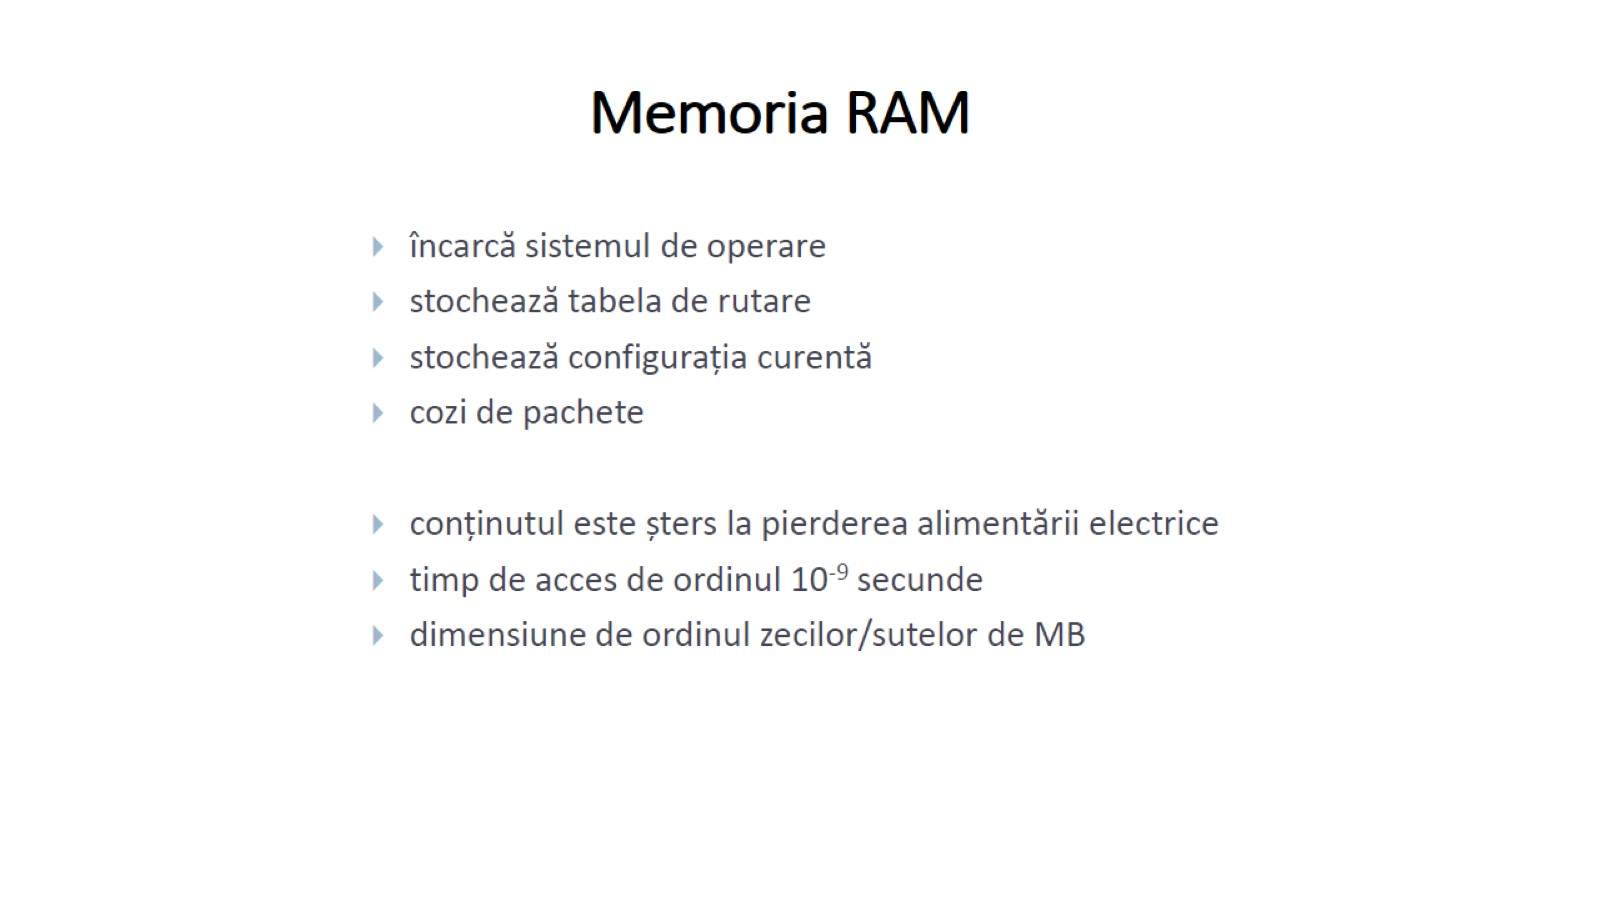 Memoria RAM
încarcă sistemul de operare
stochează tabela de rutare
stochează configurația curentă
cozi de pachete
conținutul este șters la pierderea alimentării electrice
timp de acces de ordinul 10⁻⁹ secunde
dimensiune de ordinul zecilor/sutelor de MB